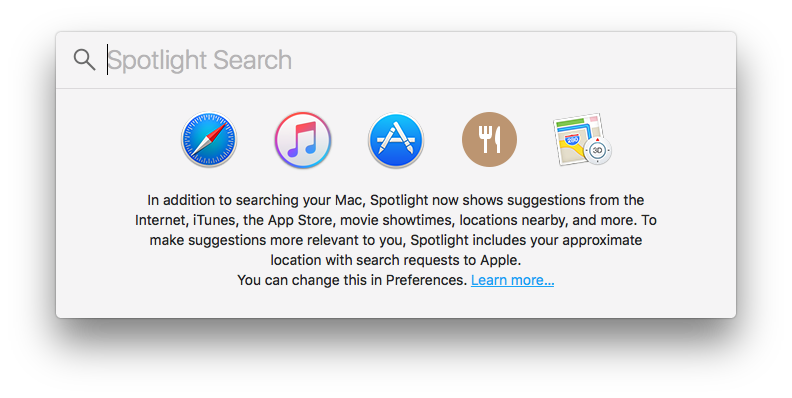 Spotlight Search
3D
In addition to searching your Mac, Spotlight now shows suggestions from the
Internet, iTunes, the App Store, movie showtimes, locations nearby, and more. To
make suggestions more relevant to you, Spotlight includes your approximate
location with search requests to Apple.
You can change this in Preferences. Learn more...